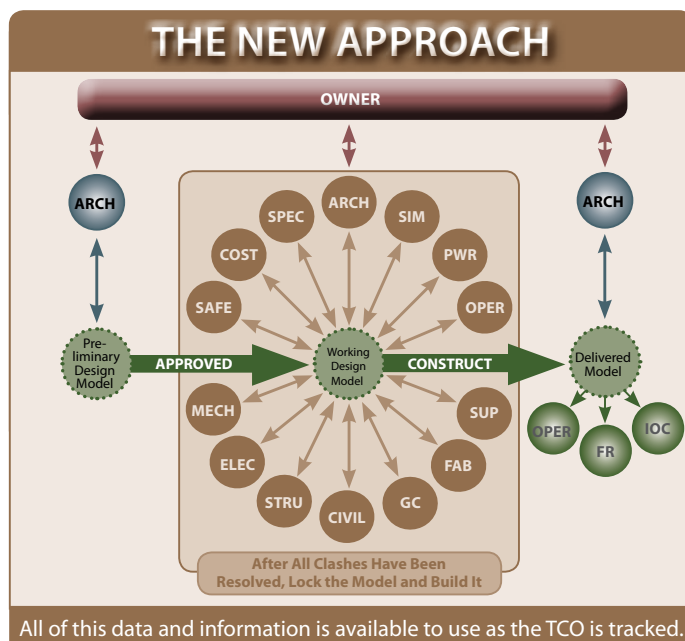 THE NEW APPROACH
OWNER
ARCH
ARCH
ARCH
SPEC
SIM
COST
PWR
SAFE
OPER
Pre-
liminary
Design
Model
APPROVED
Working
Design
Model
CONSTRUCT
Delivered
Model
MECH
SUP
OPER
FR
IOC
ELEC
FAB
STRU
GC
CIVIL
After All Clashes Have Been
Resolved, Lock the Model and Build It
All of this data and information is available to use as the TCO is tracked.